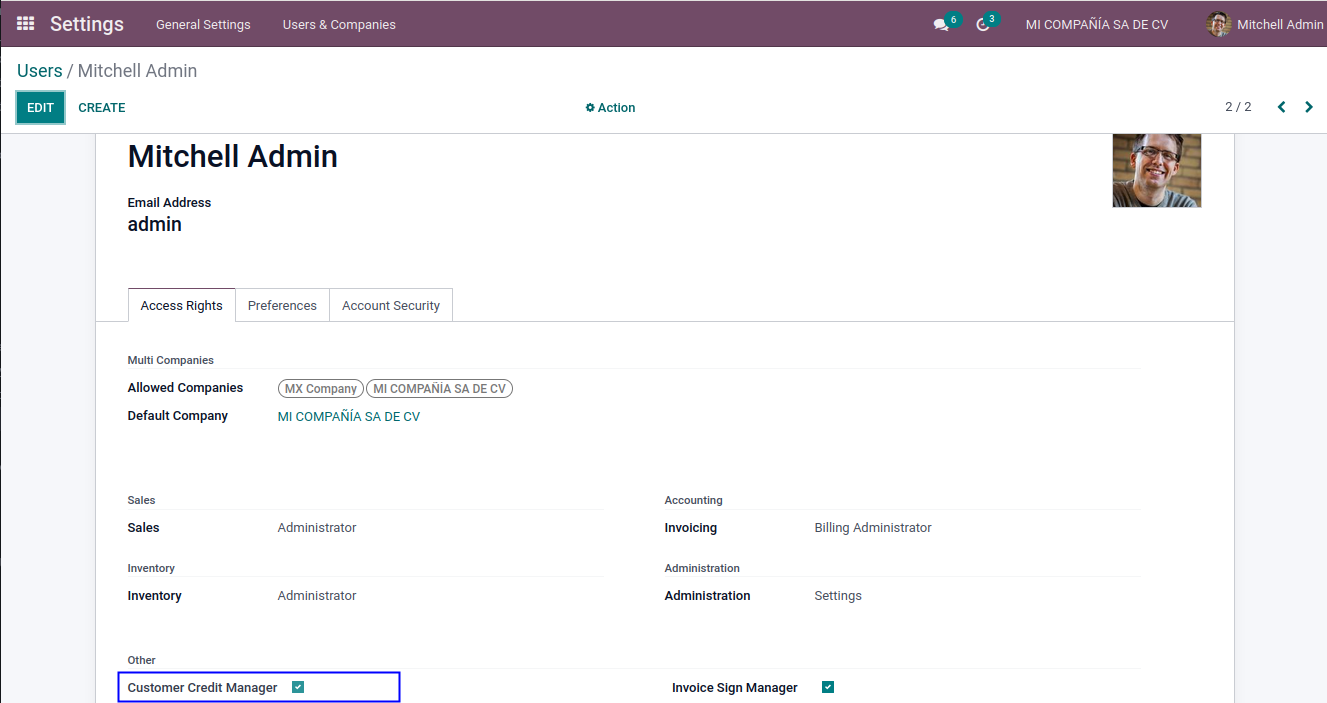 Settings General Settings Users & Companies 6 3 MI COMPAÑÍA SA DE CV Mitchell Admin
Users / Mitchell Admin
EDIT CREATE Action 2 / 2
Mitchell Admin
Email Address
admin
Access Rights Preferences Account Security
Multi Companies
Allowed Companies MX Company MI COMPAÑÍA SA DE CV
Default Company MI COMPAÑÍA SA DE CV
Sales Accounting
Sales Administrator Invoicing Billing Administrator
Inventory Administration
Inventory Administrator Administration Settings
Other
Customer Credit Manager Invoice Sign Manager